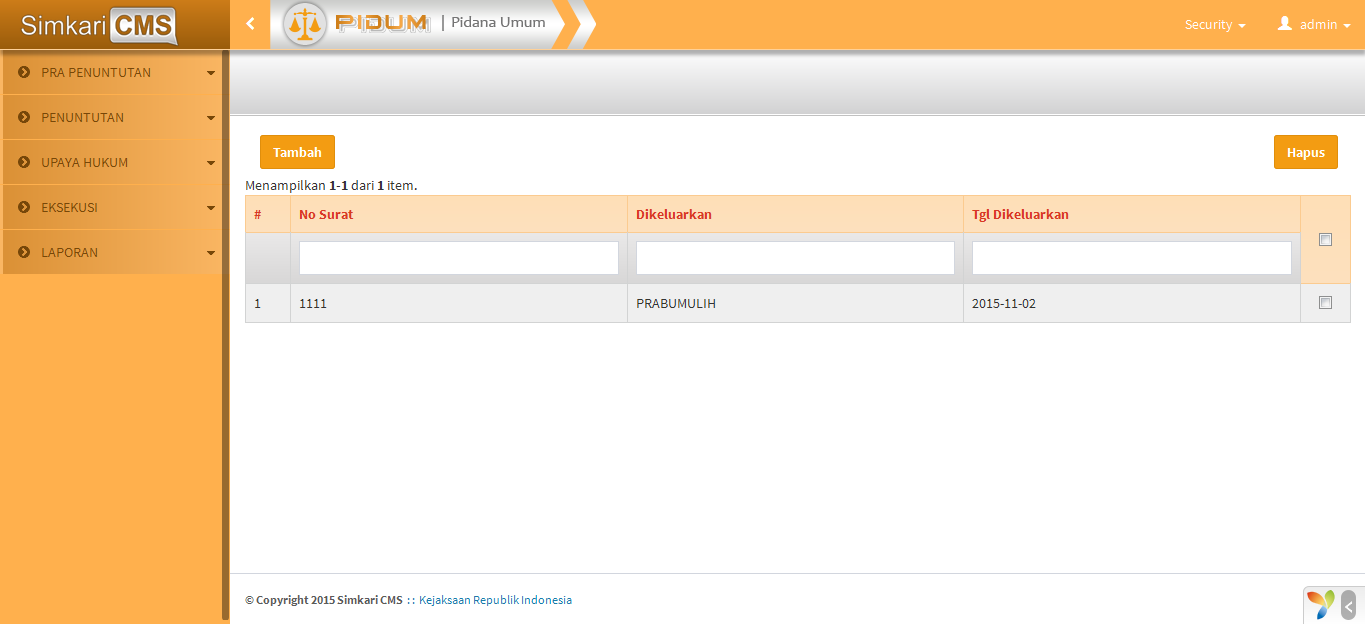 Simkari CMS
PIDUM | Pidana Umum
Security
admin
PRA PENUNTUTAN
PENUNTUTAN
UPAYA HUKUM
EKSEKUSI
LAPORAN
Tambah
Hapus
Menampilkan 1-1 dari 1 item.
# No Surat Dikeluarkan Tgl Dikeluarkan
1 1111 PRABUMULIH 2015-11-02
© Copyright 2015 Simkari CMS :: Kejaksaan Republik Indonesia